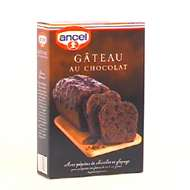 ancel
GÂTEAU
AU CHOCOLAT
Avec pépites de chocolat et glaçage